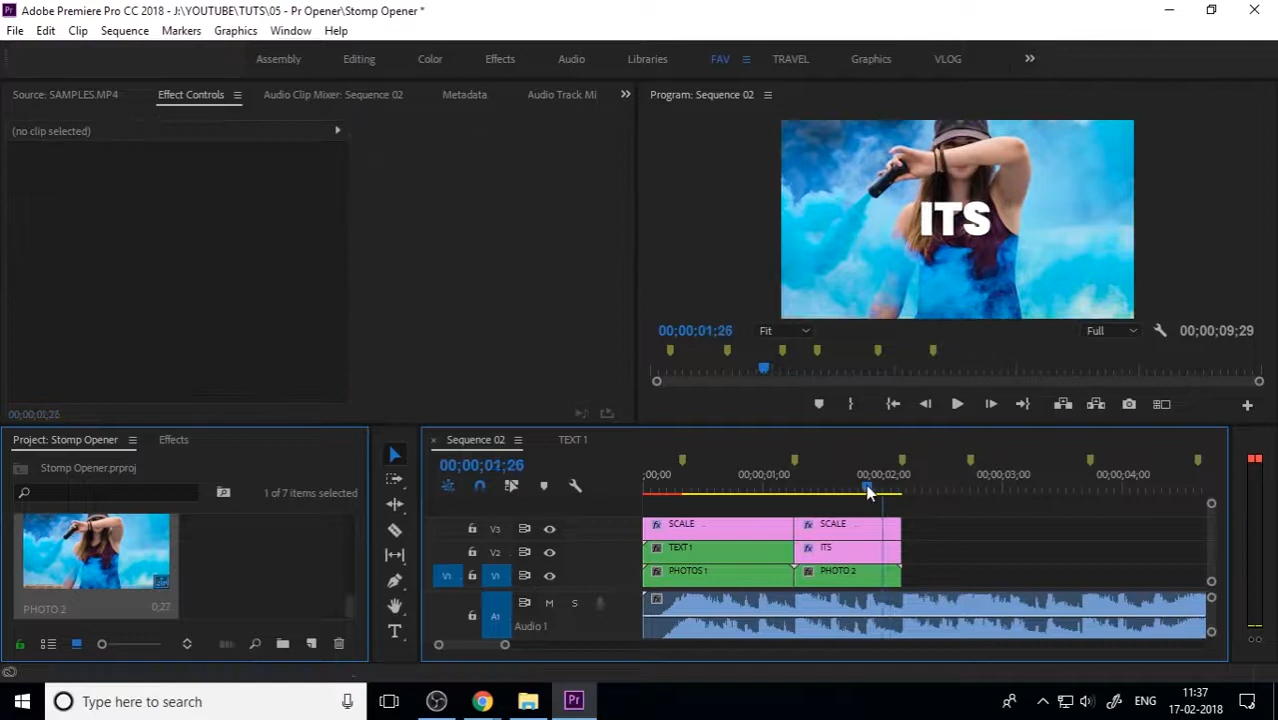 Adobe Premiere Pro CC 2018 - J:\YOUTUBE\TUTS\05 - Pr Opener\Stomp Opener *
File Edit Clip Sequence Markers Graphics Window Help
Assembly Editing Color Effects Audio Libraries FAV TRAVEL Graphics VLOG
Source: SAMPLES.MP4 Effect Controls Audio Clip Mixer: Sequence 02 Metadata Audio Track Mi
Program: Sequence 02
(no clip selected)
ITS
00;00;01;26 Fit Full 00;00;09;29
00;00;01;26
Project: Stomp Opener Effects
Stomp Opener.prproj
1 of 7 items selected
PHOTO 2 0;27
Sequence 02 TEXT 1
00;00;01;26
;00;00 00;00;01;00 00;00;02;00 00;00;03;00 00;00;04;00
V3 SCALE .. SCALE ..
V2 TEXT1 ITS
V1 V1 PHOTOS 1 PHOTO 2
A1 M S
Audio 1
Type here to search
Pr
ENG
11:37
17-02-2018